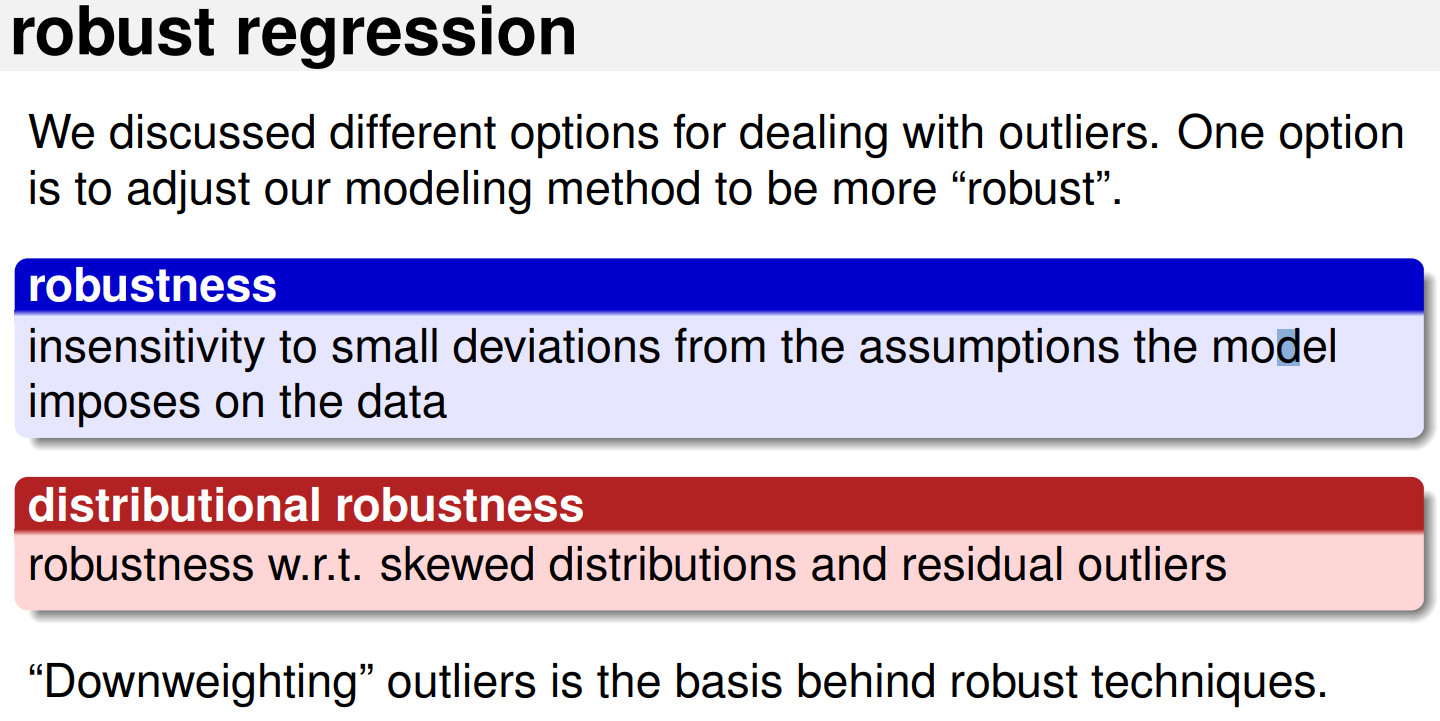 robust regression
We discussed different options for dealing with outliers. One option
is to adjust our modeling method to be more “robust”.
robustness
insensitivity to small deviations from the assumptions the model
imposes on the data
distributional robustness
robustness w.r.t. skewed distributions and residual outliers
“Downweighting” outliers is the basis behind robust techniques.